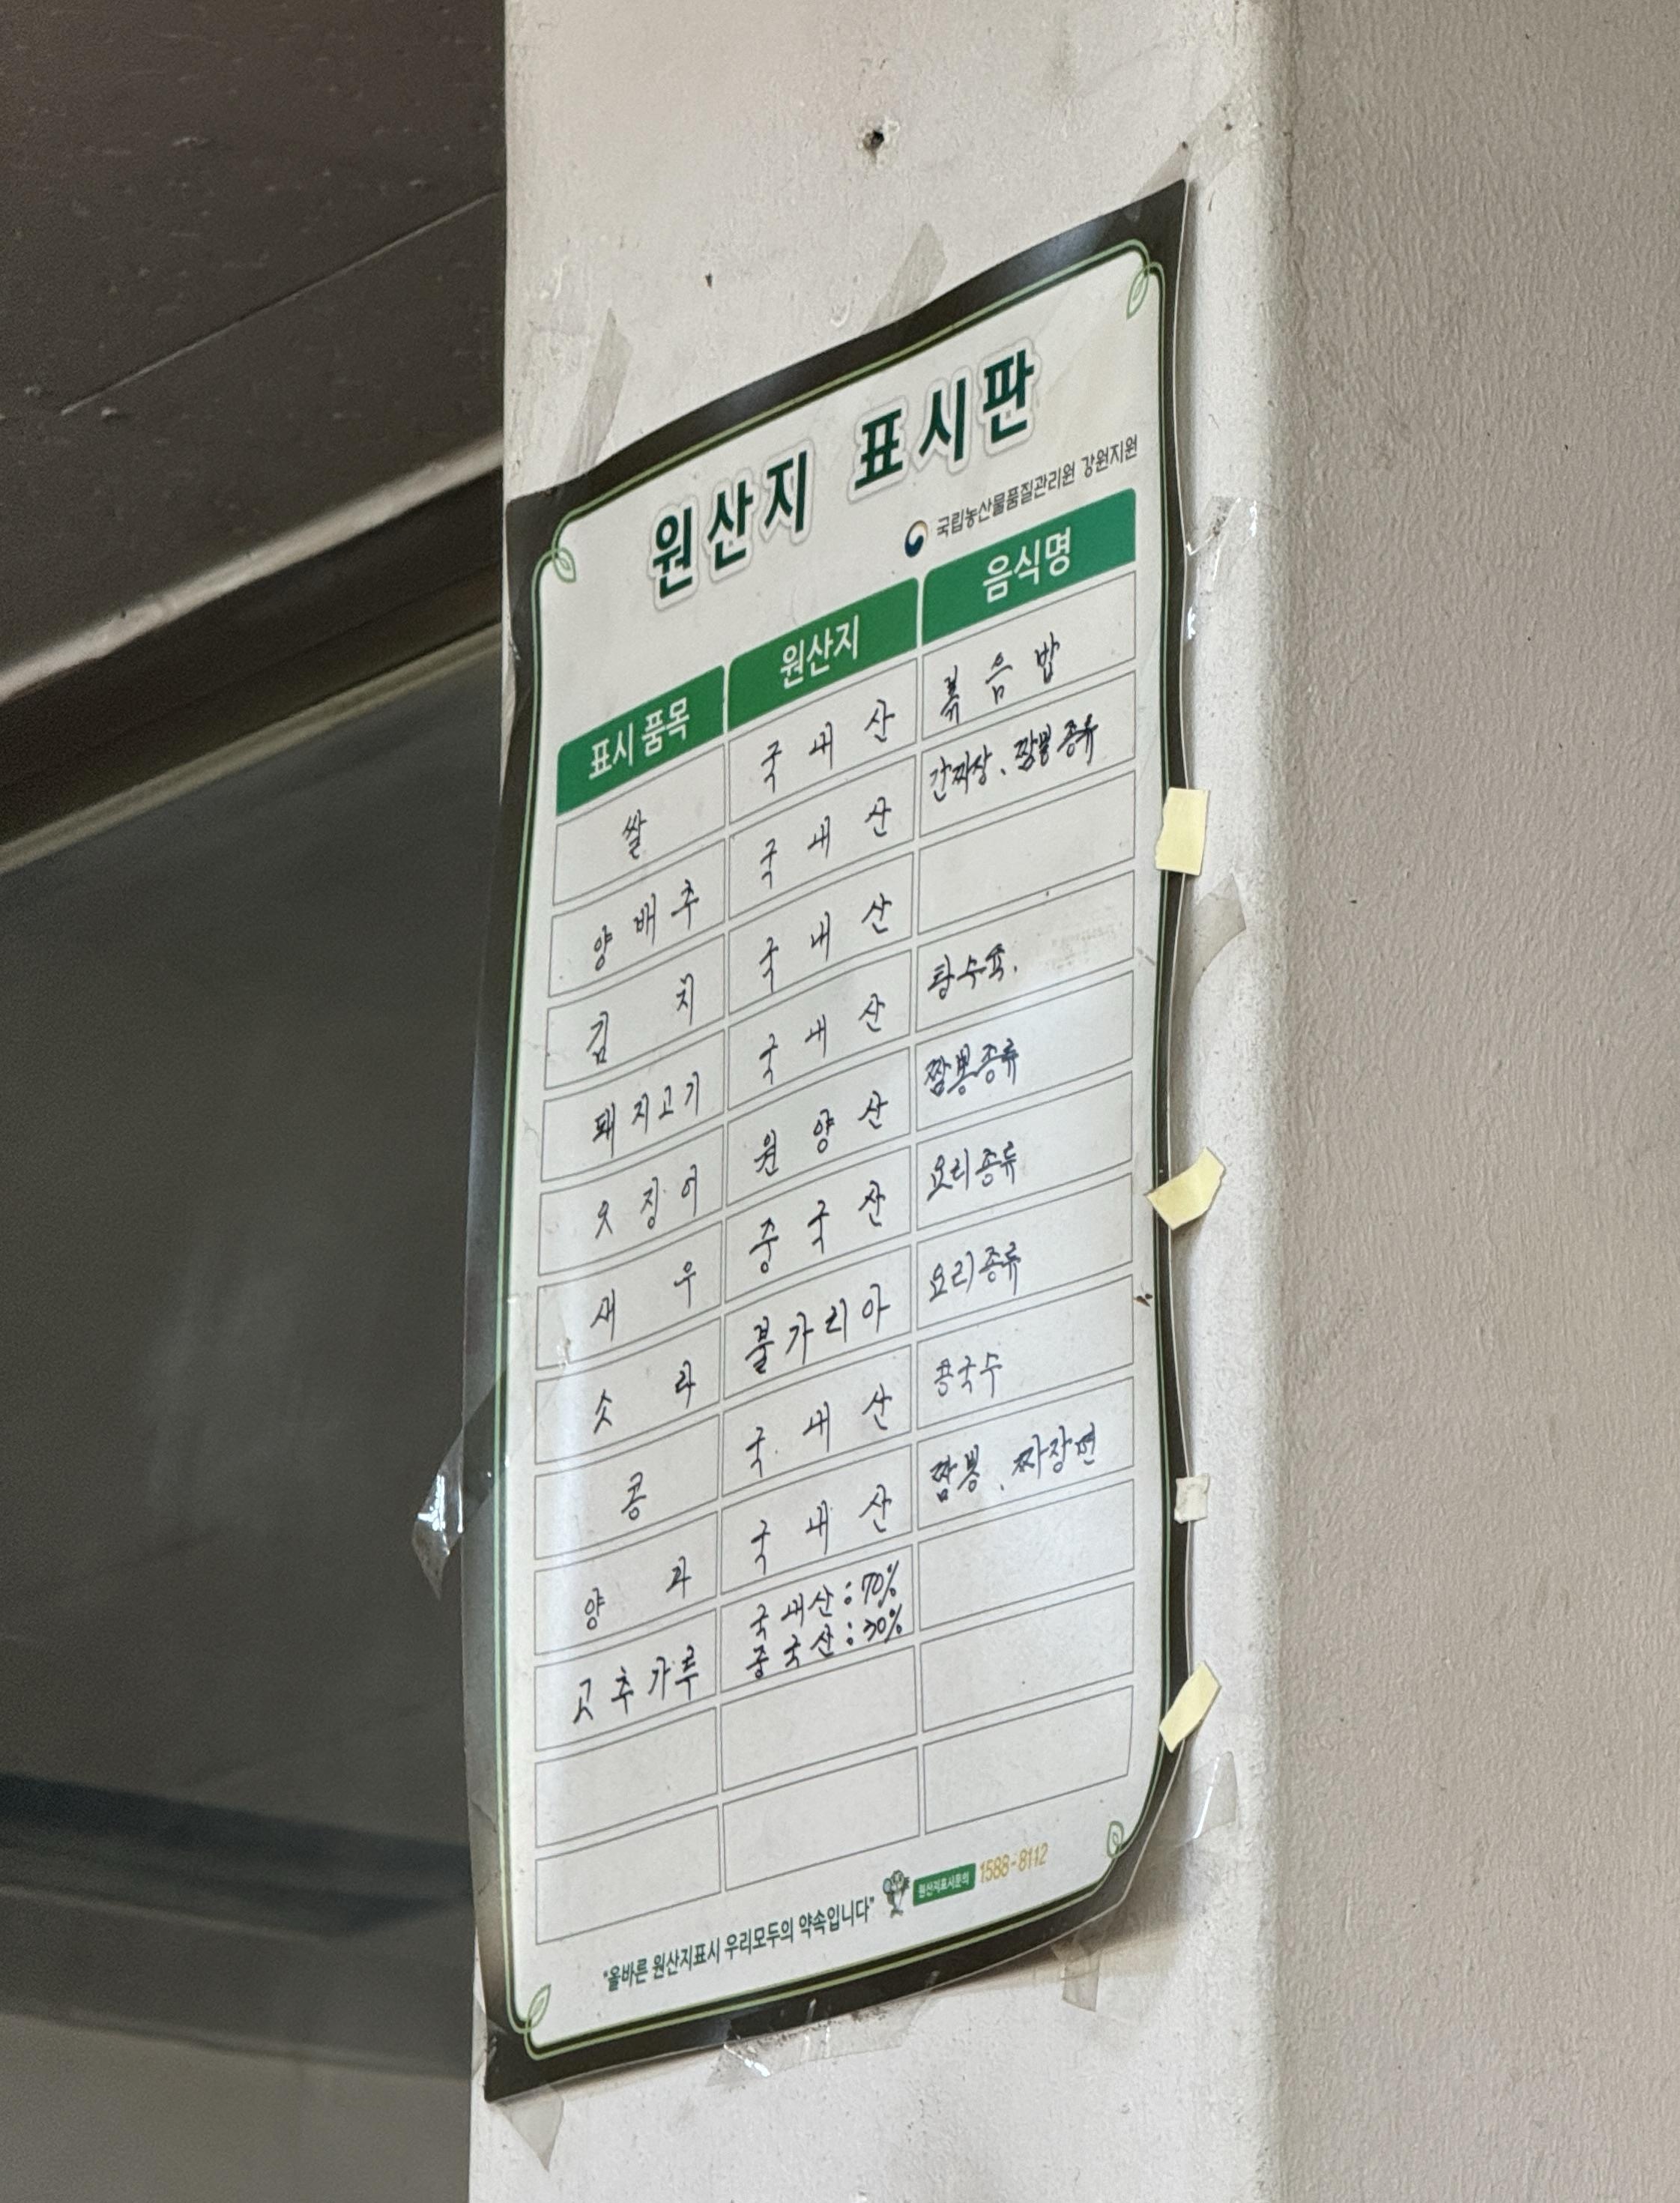 원산지 표시판
국립농산물품질관리원 강원지원
표시 품목 원산지 음식명
쌀 국내산 볶음밥
양배추 국내산 간짜장, 짬뽕종류
김치 국내산
돼지고기 국내산 탕수육.
오징어 원양산 짬뽕종류
새우 중국산 요리종류
소라 불가리아 요리종류
콩 국내산 콩국수
양파 국내산 짬뽕, 짜장면
고추가루 국내산:70%
중국산:30%
"올바른 원산지표시 우리모두의 약속입니다" 원산지표시문의 1588-8112